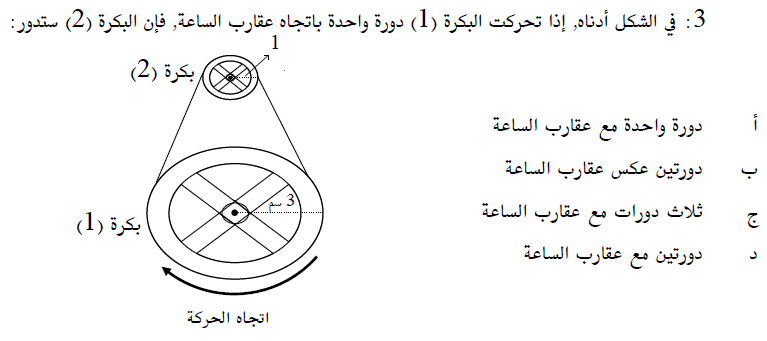 3: في الشكل أدناه, إذا تحركت البكرة (1) دورة واحدة باتجاه عقارب الساعة, فإن البكرة (2) ستدور:
1
بكرة (2)
أ دورة واحدة مع عقارب الساعة
ب دورتين عكس عقارب الساعة
3 سم
ج ثلاث دورات مع عقارب الساعة
بكرة (1)
د دورتين مع عقارب الساعة
اتجاه الحركة